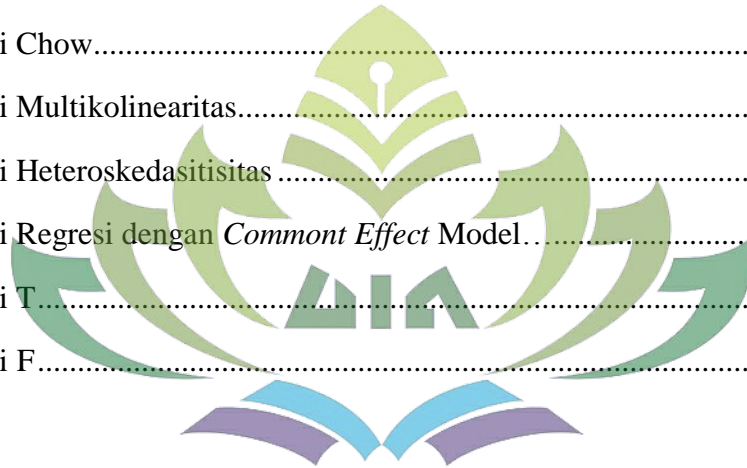 i Chow........................................................................................
i Multikolinearitas................................................................
i Heteroskedasitisitas.........................................................
i Regresi dengan Commont Effect Model…............................
i T................................................................................................
i F................................................................................................